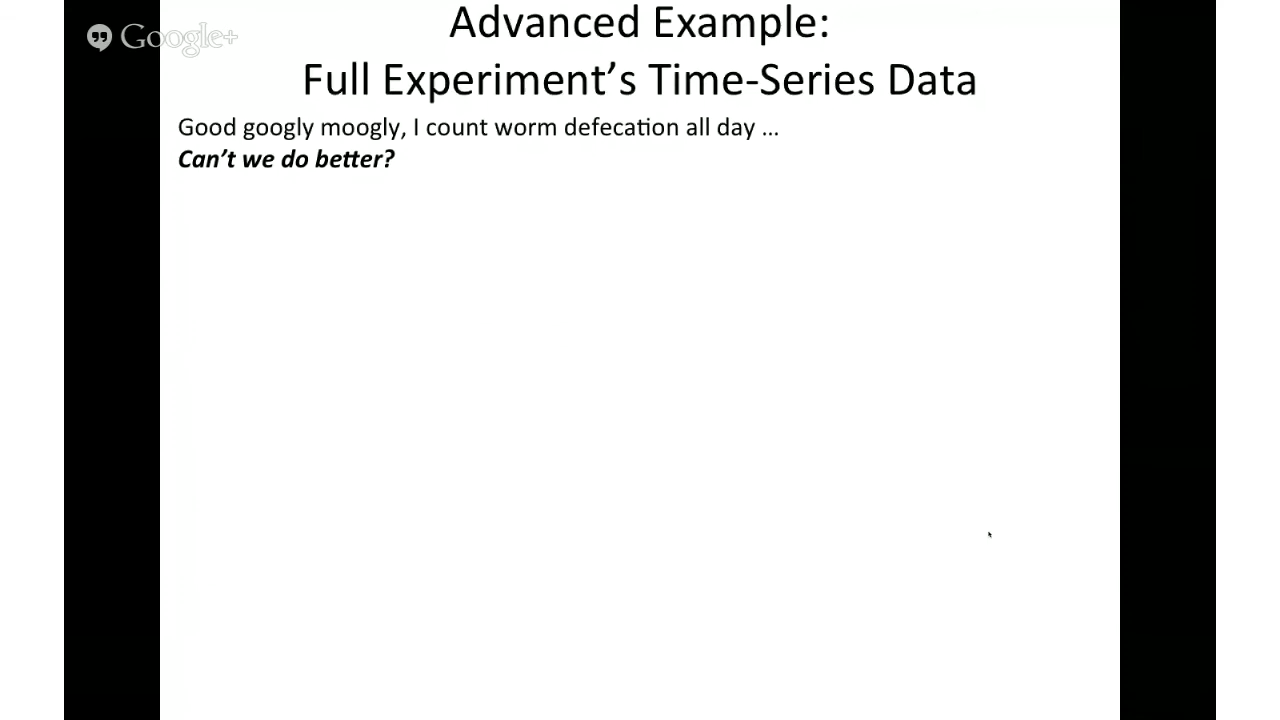 Google+
Advanced Example:
Full Experiment’s Time-Series Data
Good googly moogly, I count worm defecation all day …
Can’t we do better?